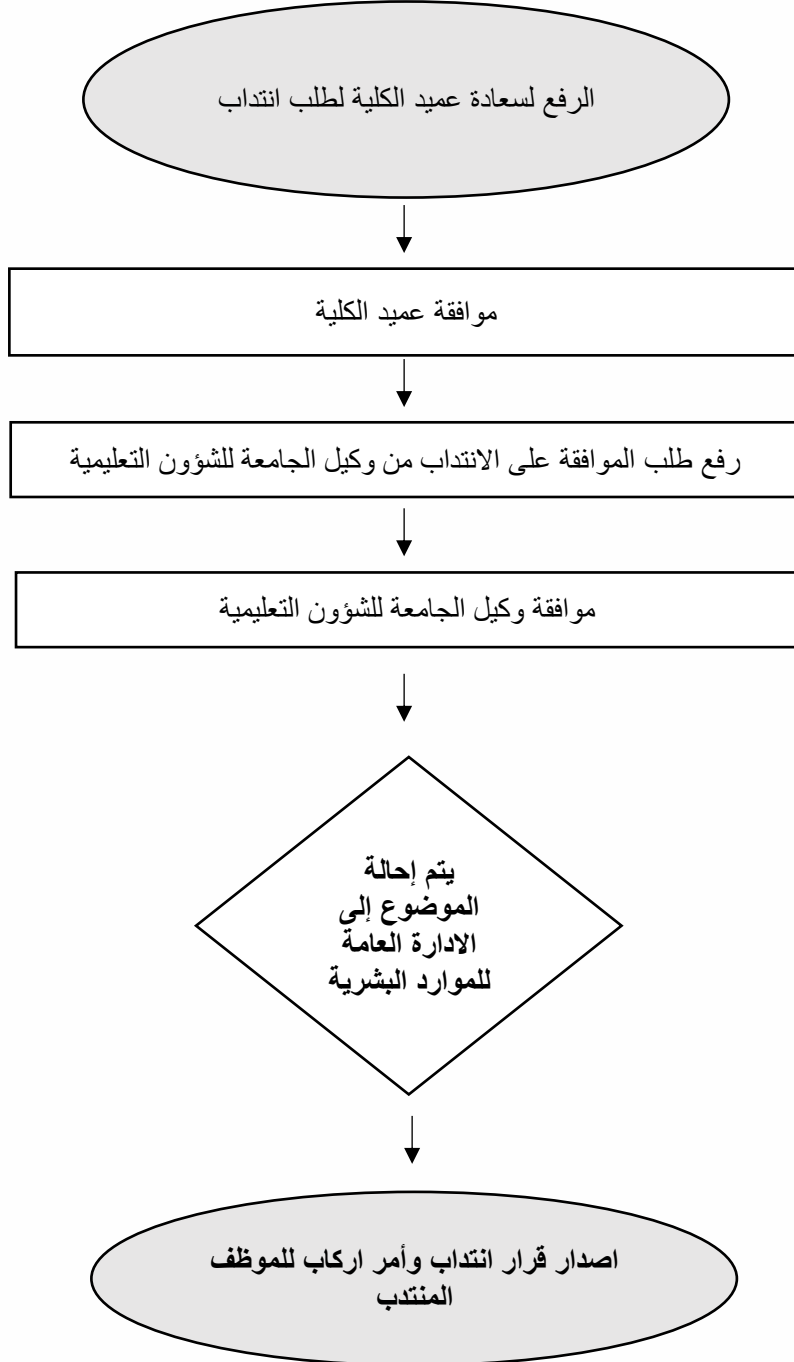 الرفع لسعادة عميد الكلية لطلب انتداب
موافقة عميد الكلية
رفع طلب الموافقة على الانتداب من وكيل الجامعة للشؤون التعليمية
موافقة وكيل الجامعة للشؤون التعليمية
يتم إحالة
الموضوع إلى
الادارة العامة
للموارد البشرية
اصدار قرار انتداب وأمر اركاب للموظف
المنتدب